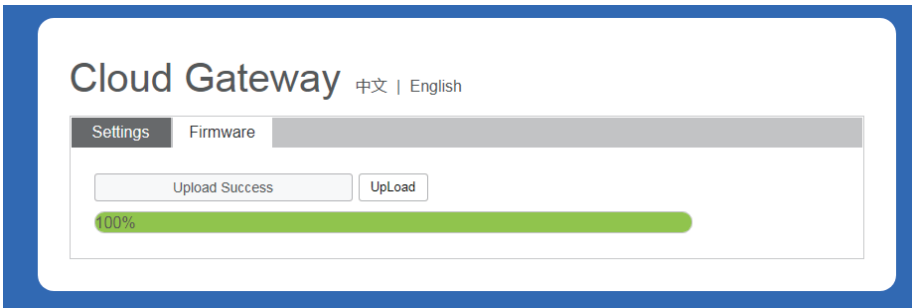 Cloud Gateway 中文 | English
Settings Firmware
Upload Success UpLoad
100%